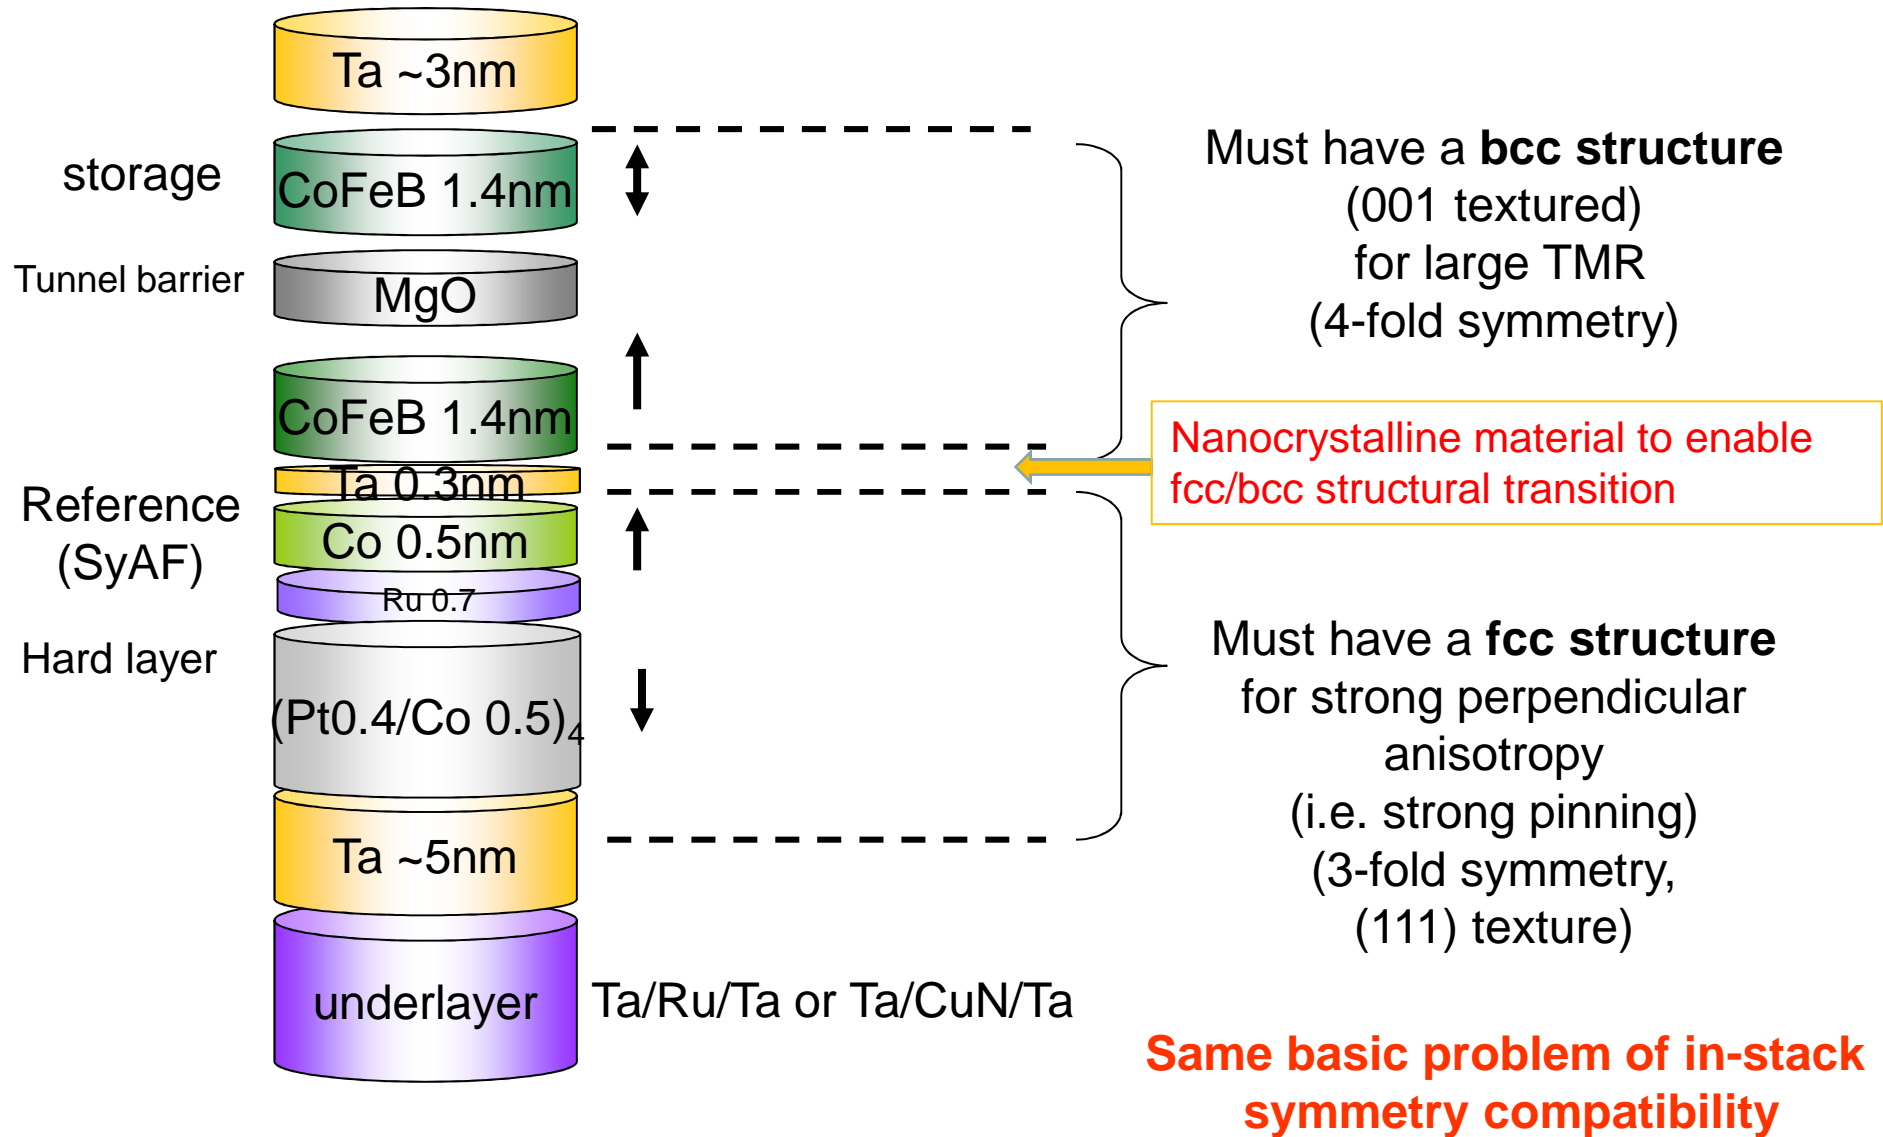 Ta ~3nm
storage
CoFeB 1.4nm
Tunnel barrier
MgO
CoFeB 1.4nm
Ta 0.3nm
Reference
(SyAF)
Co 0.5nm
Ru 0.7
Hard layer
(Pt0.4/Co 0.5)₄
Ta ~5nm
underlayer
Ta/Ru/Ta or Ta/CuN/Ta
Must have a bcc structure
(001 textured)
for large TMR
(4-fold symmetry)
Nanocrystalline material to enable
fcc/bcc structural transition
Must have a fcc structure
for strong perpendicular
anisotropy
(i.e. strong pinning)
(3-fold symmetry,
(111) texture)
Same basic problem of in-stack
symmetry compatibility